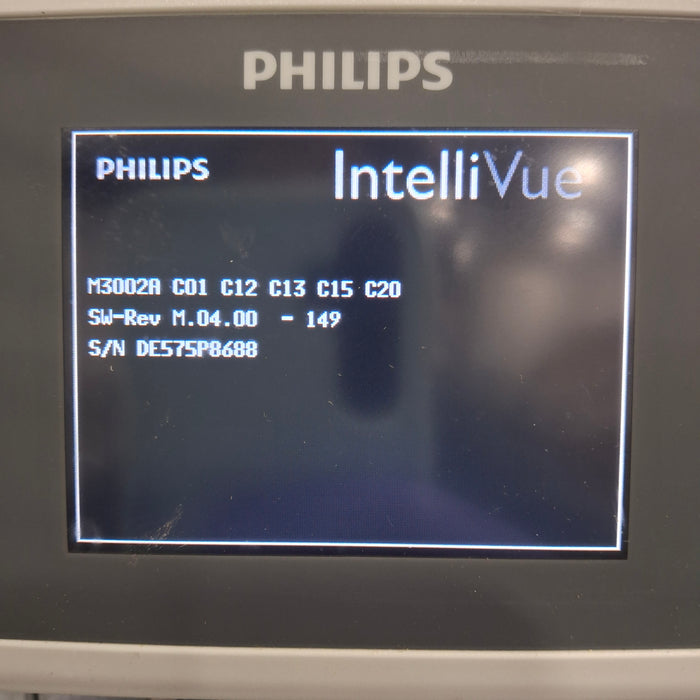 PHILIPS
PHILIPS IntelliVue
M3002A C01 C12 C13 C15 C20
SW-Rev M.04.00 - 149
S/N DE575P8688